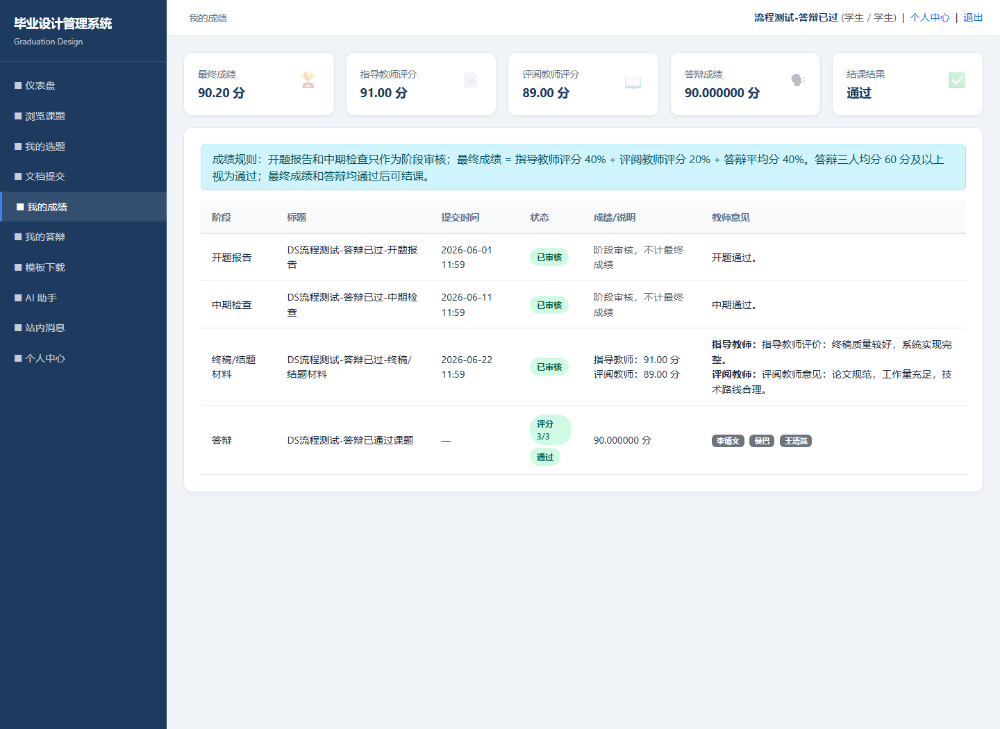 毕业设计管理系统
Graduation Design
仪表盘
浏览课题
我的选题
文档提交
我的成绩
我的答辩
模板下载
AI 助手
站内消息
个人中心
我的成绩
流程测试-答辩已过 (学生 / 学生) | 个人中心 | 退出
最终成绩
90.20 分
指导教师评分
91.00 分
评阅教师评分
89.00 分
答辩成绩
90.000000 分
结课结果
通过
成绩规则：开题报告和中期检查只作为阶段审核；最终成绩 = 指导教师评分 40% + 评阅教师评分 20% + 答辩平均分 40%。答辩三人均分 60 分及以上
视为通过；最终成绩和答辩均通过后可结课。
阶段 标题 提交时间 状态 成绩/说明 教师意见
开题报告
DS流程测试-答辩已过-开题报
告
2026-06-01
11:59
已审核
阶段审核，不计最终
成绩
开题通过。
中期检查
DS流程测试-答辩已过-中期检
查
2026-06-11
11:59
已审核
阶段审核，不计最终
成绩
中期通过。
终稿/结题
材料
DS流程测试-答辩已过-终稿/
结题材料
2026-06-22
11:59
已审核
指导教师：91.00 分
评阅教师：89.00 分
指导教师：指导教师评价：终稿质量较好，系统实现完
整。
评阅教师：评阅教师意见：论文规范，工作量充足，技
术路线合理。
答辩
DS流程测试-答辩已通过课题
—
评分
3/3
通过
90.000000 分
李博文 曼巴 王清岚